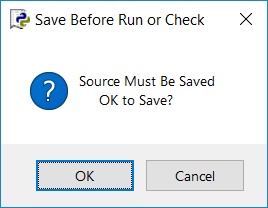 Save Before Run or Check
Source Must Be Saved
OK to Save?
OK
Cancel